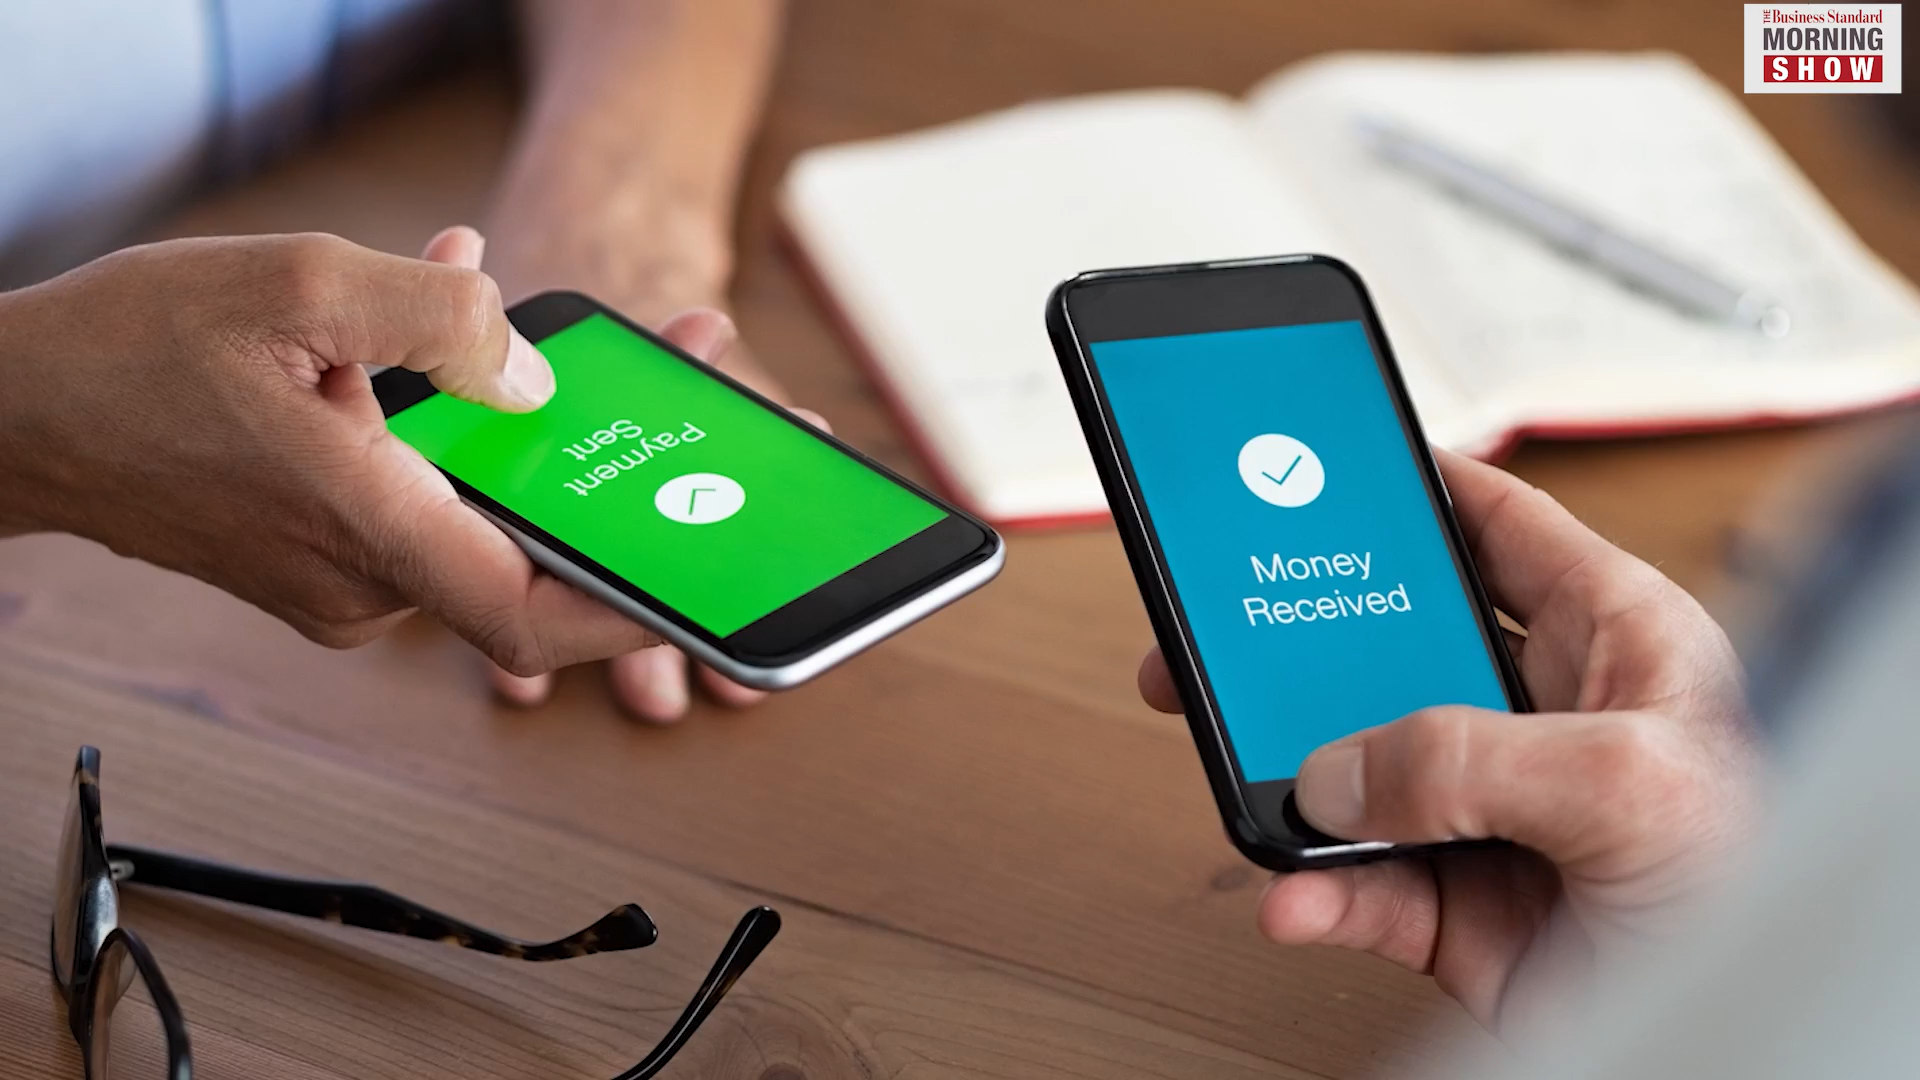 THE Business Standard
MORNING
SHOW
Payment
Sent
Money
Received